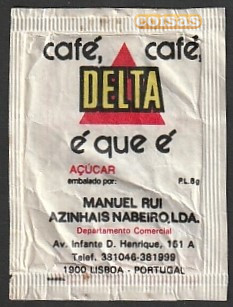 coisas
café, café,
DELTA
é que é
AÇÚCAR
embalado por: P.L. 8g
MANUEL RUI
AZINHAIS NABEIRO, LDA.
Departamento Comercial
Av. Infante D. Henrique, 151 A
Telef. 381046-381999
1900 LISBOA - PORTUGAL